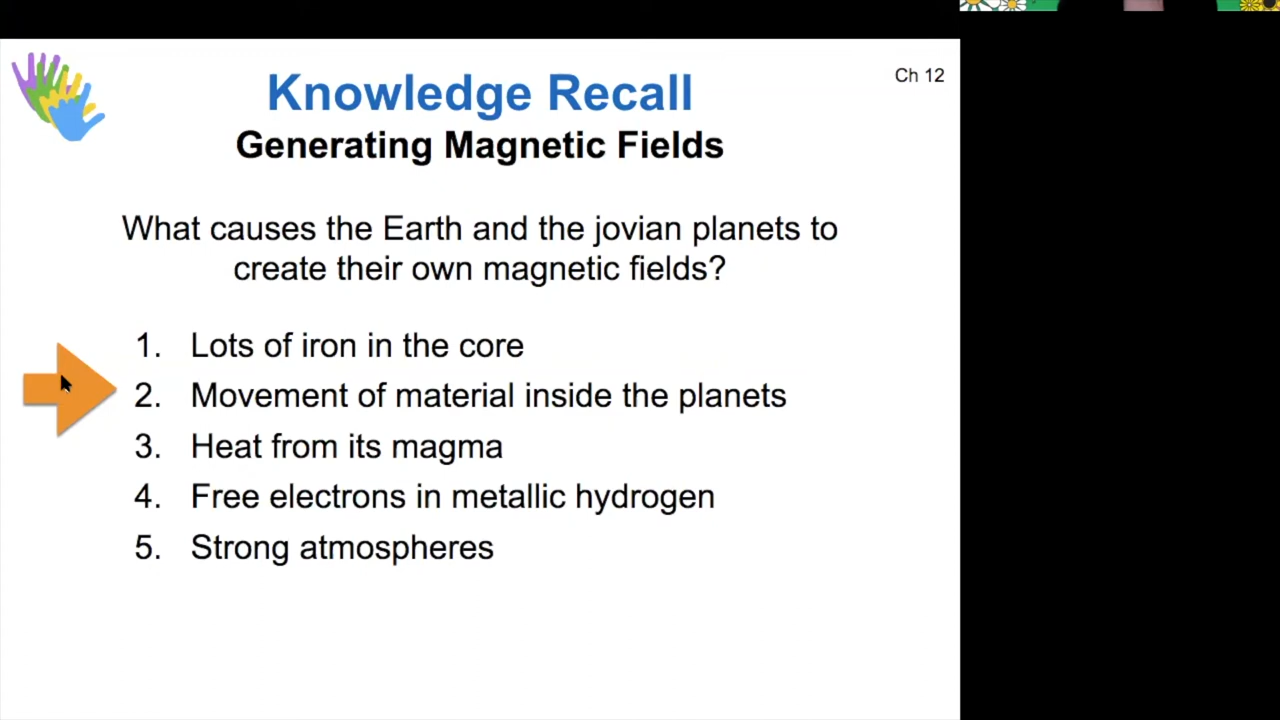 Ch 12
Knowledge Recall
Generating Magnetic Fields
What causes the Earth and the jovian planets to
create their own magnetic fields?
1. Lots of iron in the core
2. Movement of material inside the planets
3. Heat from its magma
4. Free electrons in metallic hydrogen
5. Strong atmospheres